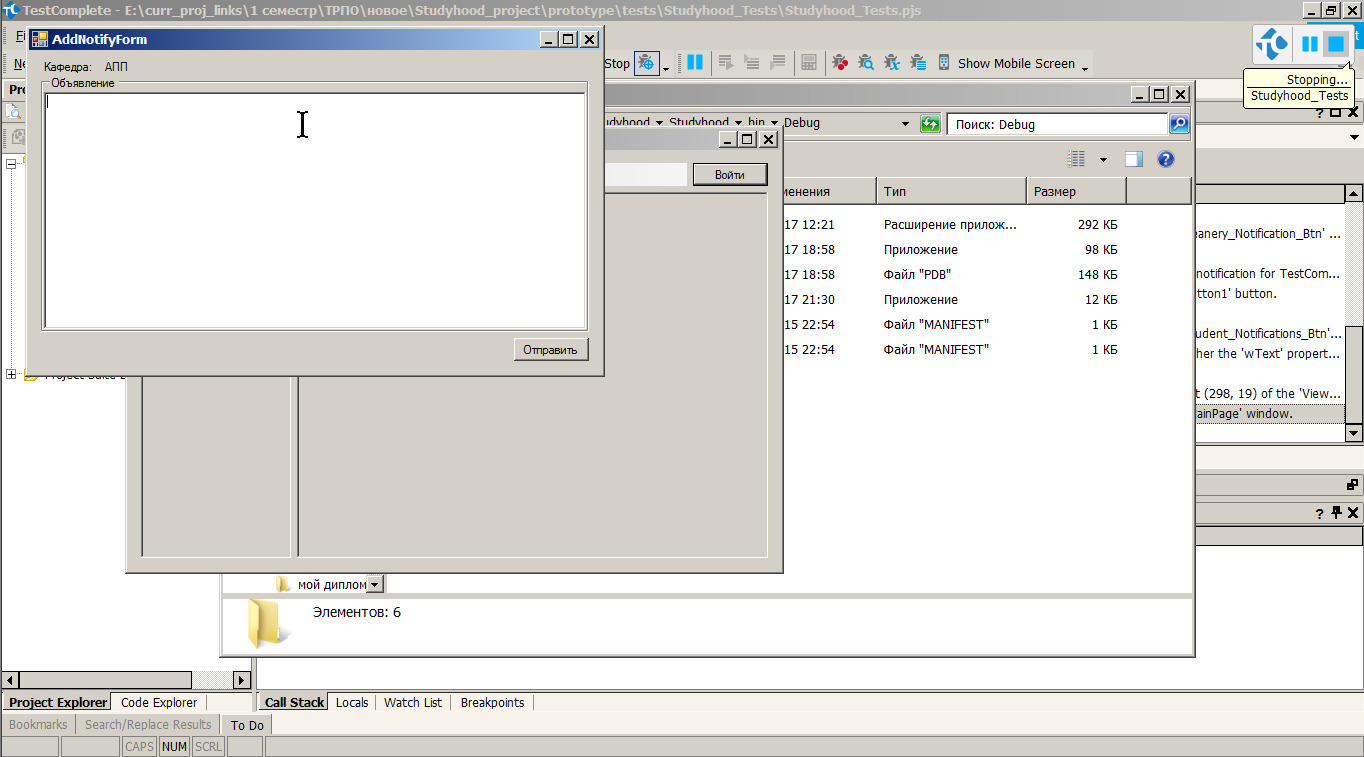 TestComplete - E:\curr_proj_links\1 семестр\ТРПО\новое\Studyhood_project\prototype\tests\Studyhood_Tests\Studyhood_Tests.pjs
AddNotifyForm
Кафедра: АПП
Объявление
Отправить
Stop
Show Mobile Screen
Stopping...
Studyhood_Tests
Studyhood
bin
Debug
Поиск: Debug
Войти
Тип
Размер
17 12:21 Расширение прилож... 292 КБ
17 18:58 Приложение 98 КБ
17 18:58 Файл "PDB" 148 КБ
17 21:30 Приложение 12 КБ
15 22:54 Файл "MANIFEST" 1 КБ
15 22:54 Файл "MANIFEST" 1 КБ
eanery_Notification_Btn' ...
notification for TestCom...
tton1' button.
udent_Notifications_Btn'...
her the 'wText' propert...
t (298, 19) of the 'View...
ainPage' window.
мой диплом
Элементов: 6
Project Explorer Code Explorer
Call Stack Locals Watch List Breakpoints
Bookmarks Search/Replace Results To Do
CAPS NUM SCRL